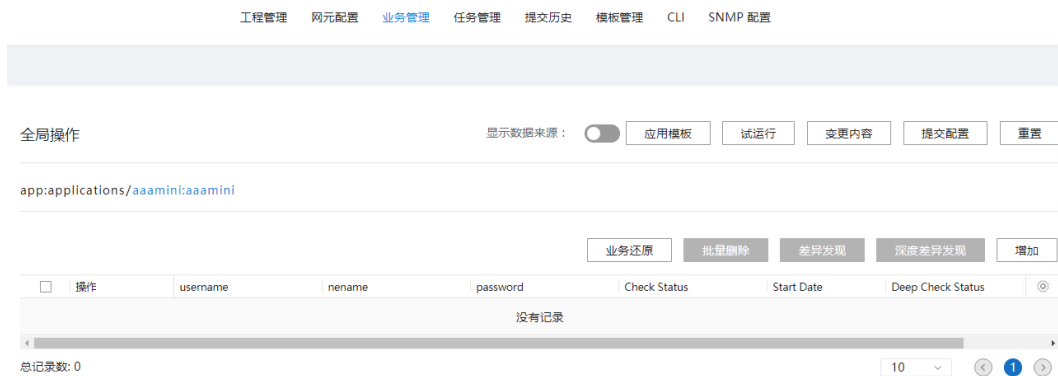 工程管理 网元配置 业务管理 任务管理 提交历史 模板管理 CLI SNMP 配置
全局操作 显示数据来源： 应用模板 试运行 变更内容 提交配置 重置
app:applications/aaamini:aaamini
业务还原 批量删除 差异发现 深度差异发现 增加
操作 username nename password Check Status Start Date Deep Check Status
没有记录
总记录数: 0 10 1